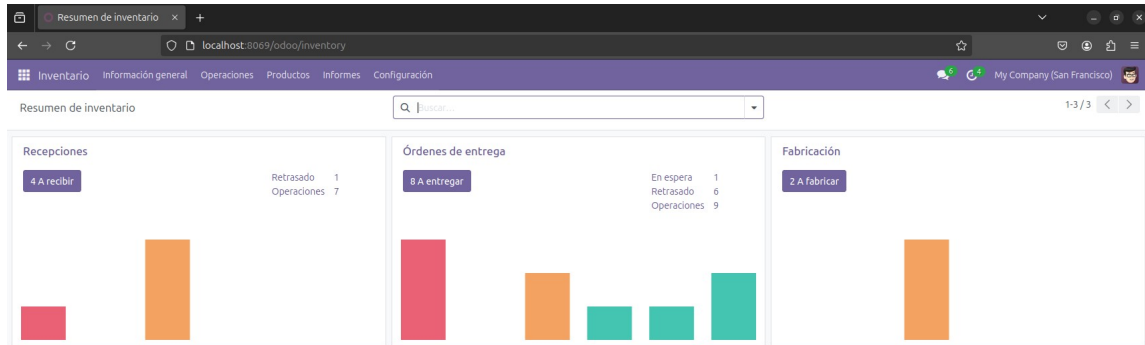 Resumen de inventario
localhost:8069/odoo/inventory
Inventario Información general Operaciones Productos Informes Configuración 6 4 My Company (San Francisco)
Resumen de inventario Buscar... 1-3 / 3
Recepciones
4 A recibir
Retrasado 1
Operaciones 7
Órdenes de entrega
8 A entregar
En espera 1
Retrasado 6
Operaciones 9
Fabricación
2 A fabricar